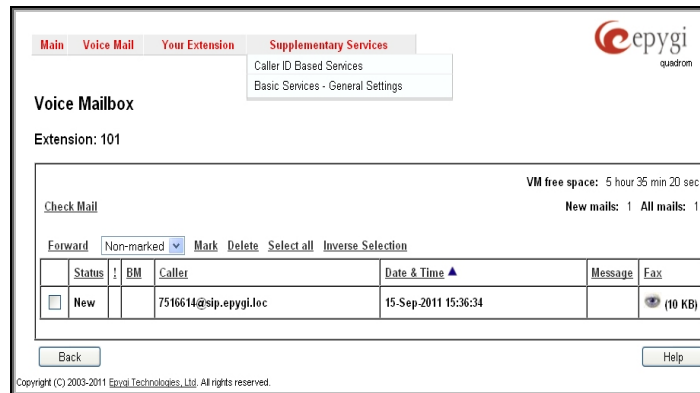 Main Voice Mail Your Extension Supplementary Services
epygi
quadrom
Caller ID Based Services
Basic Services - General Settings
Voice Mailbox
Extension: 101
VM free space: 5 hour 35 min 20 sec
Check Mail New mails: 1 All mails: 1
Forward Non-marked Mark Delete Select all Inverse Selection
Status ! BM Caller Date & Time ▲ Message Fax
New 7516614@sip.epygi.loc 15-Sep-2011 15:36:34 (10 KB)
Back Help
Copyright (C) 2003-2011 Epygi Technologies, Ltd. All rights reserved.